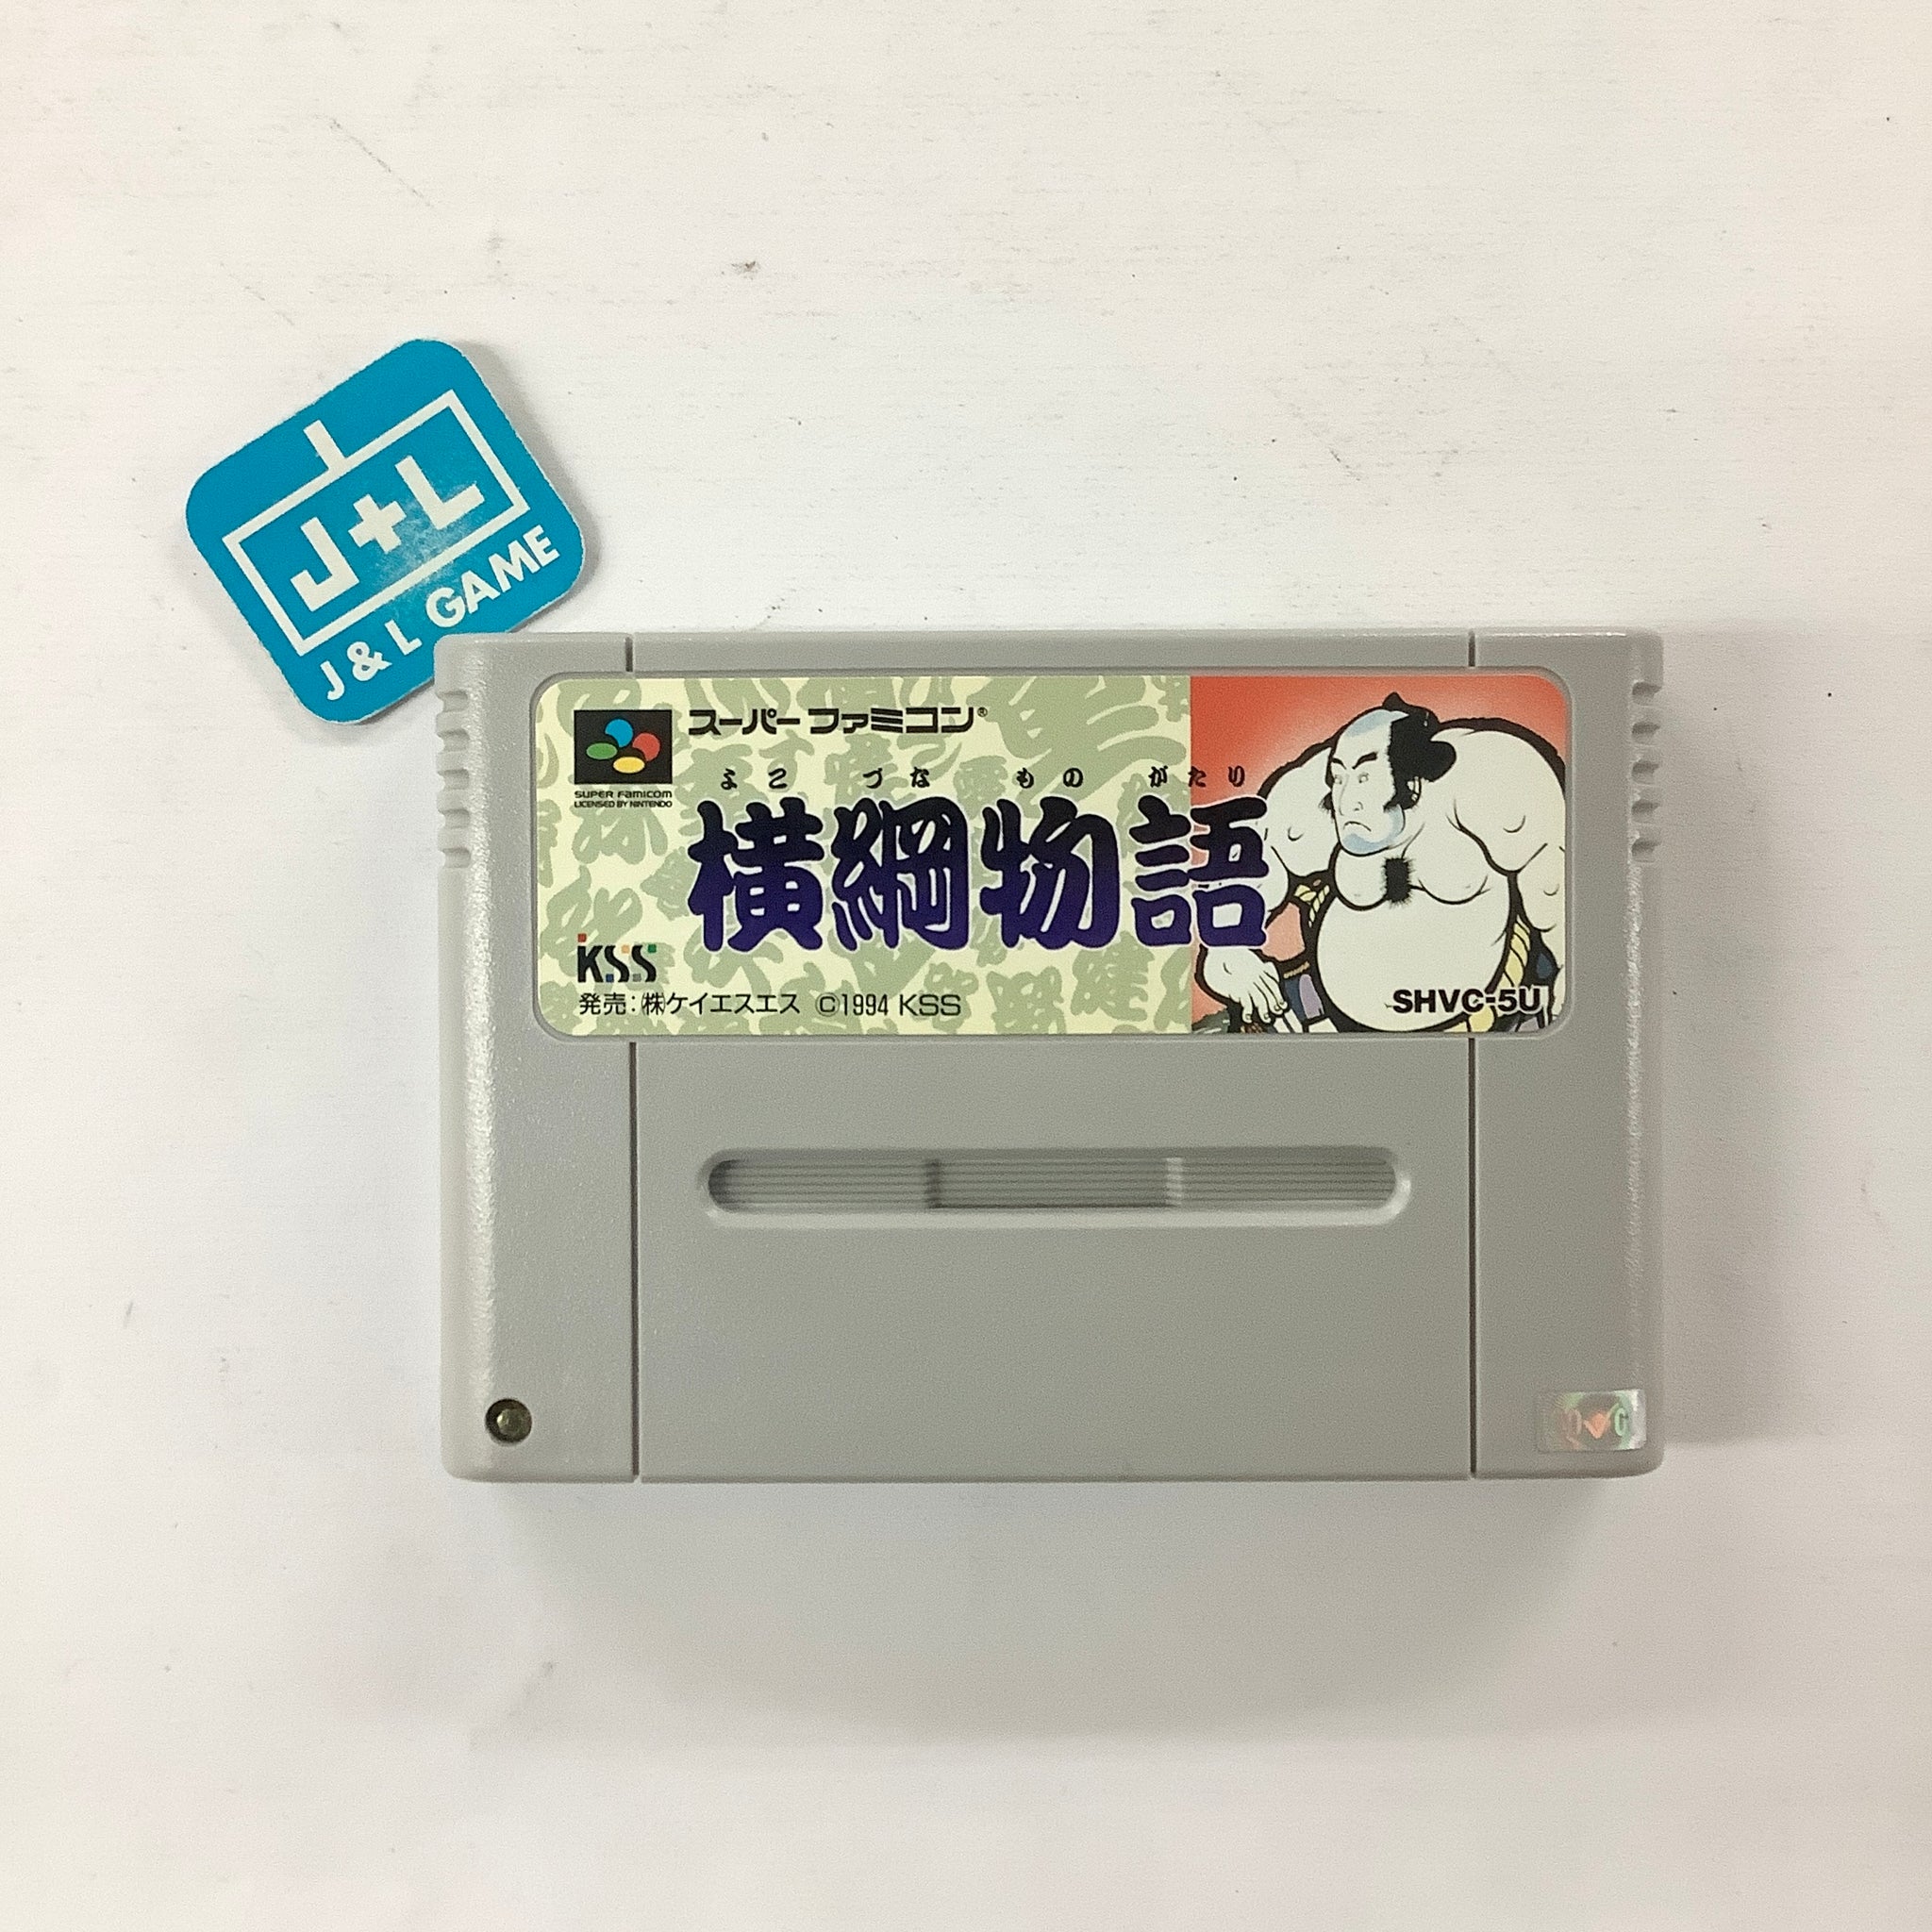 J+L
J & L GAME
スーパーファミコン®
SUPER FAMICOM
LICENSED BY NINTENDO
よこ づな もの がたり
横綱物語
KSS
発売:㈱ケイエスエス ©1994 KSS
SHVC-5U